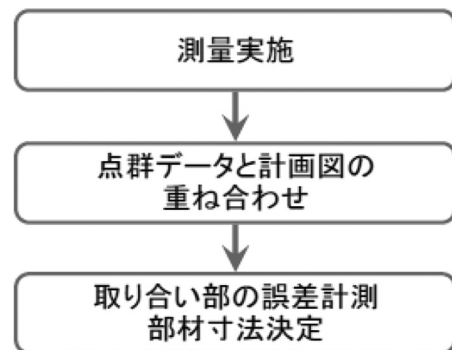 測量実施
点群データと計画図の
重ね合わせ
取り合い部の誤差計測
部材寸法決定